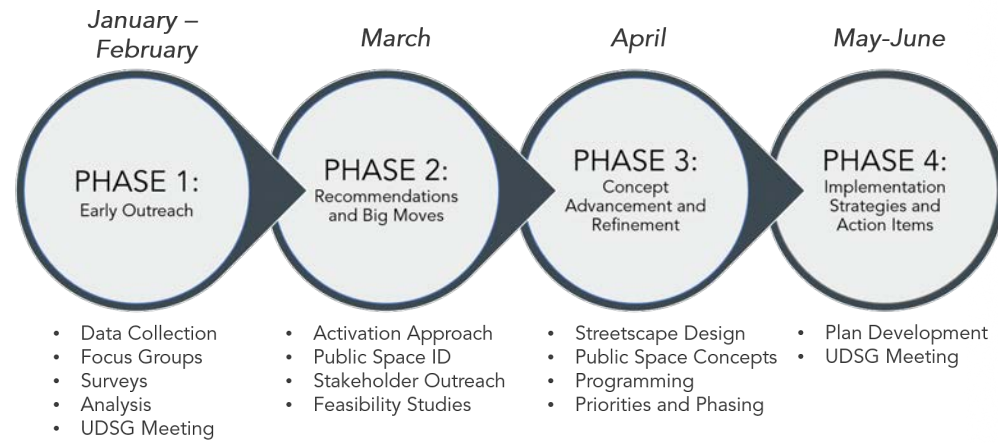 January –
February
March
April
May-June
PHASE 1:
Early Outreach
PHASE 2:
Recommendations
and Big Moves
PHASE 3:
Concept
Advancement and
Refinement
PHASE 4:
Implementation
Strategies and
Action Items
• Data Collection
• Focus Groups
• Surveys
• Analysis
• UDSG Meeting
• Activation Approach
• Public Space ID
• Stakeholder Outreach
• Feasibility Studies
• Streetscape Design
• Public Space Concepts
• Programming
• Priorities and Phasing
• Plan Development
• UDSG Meeting